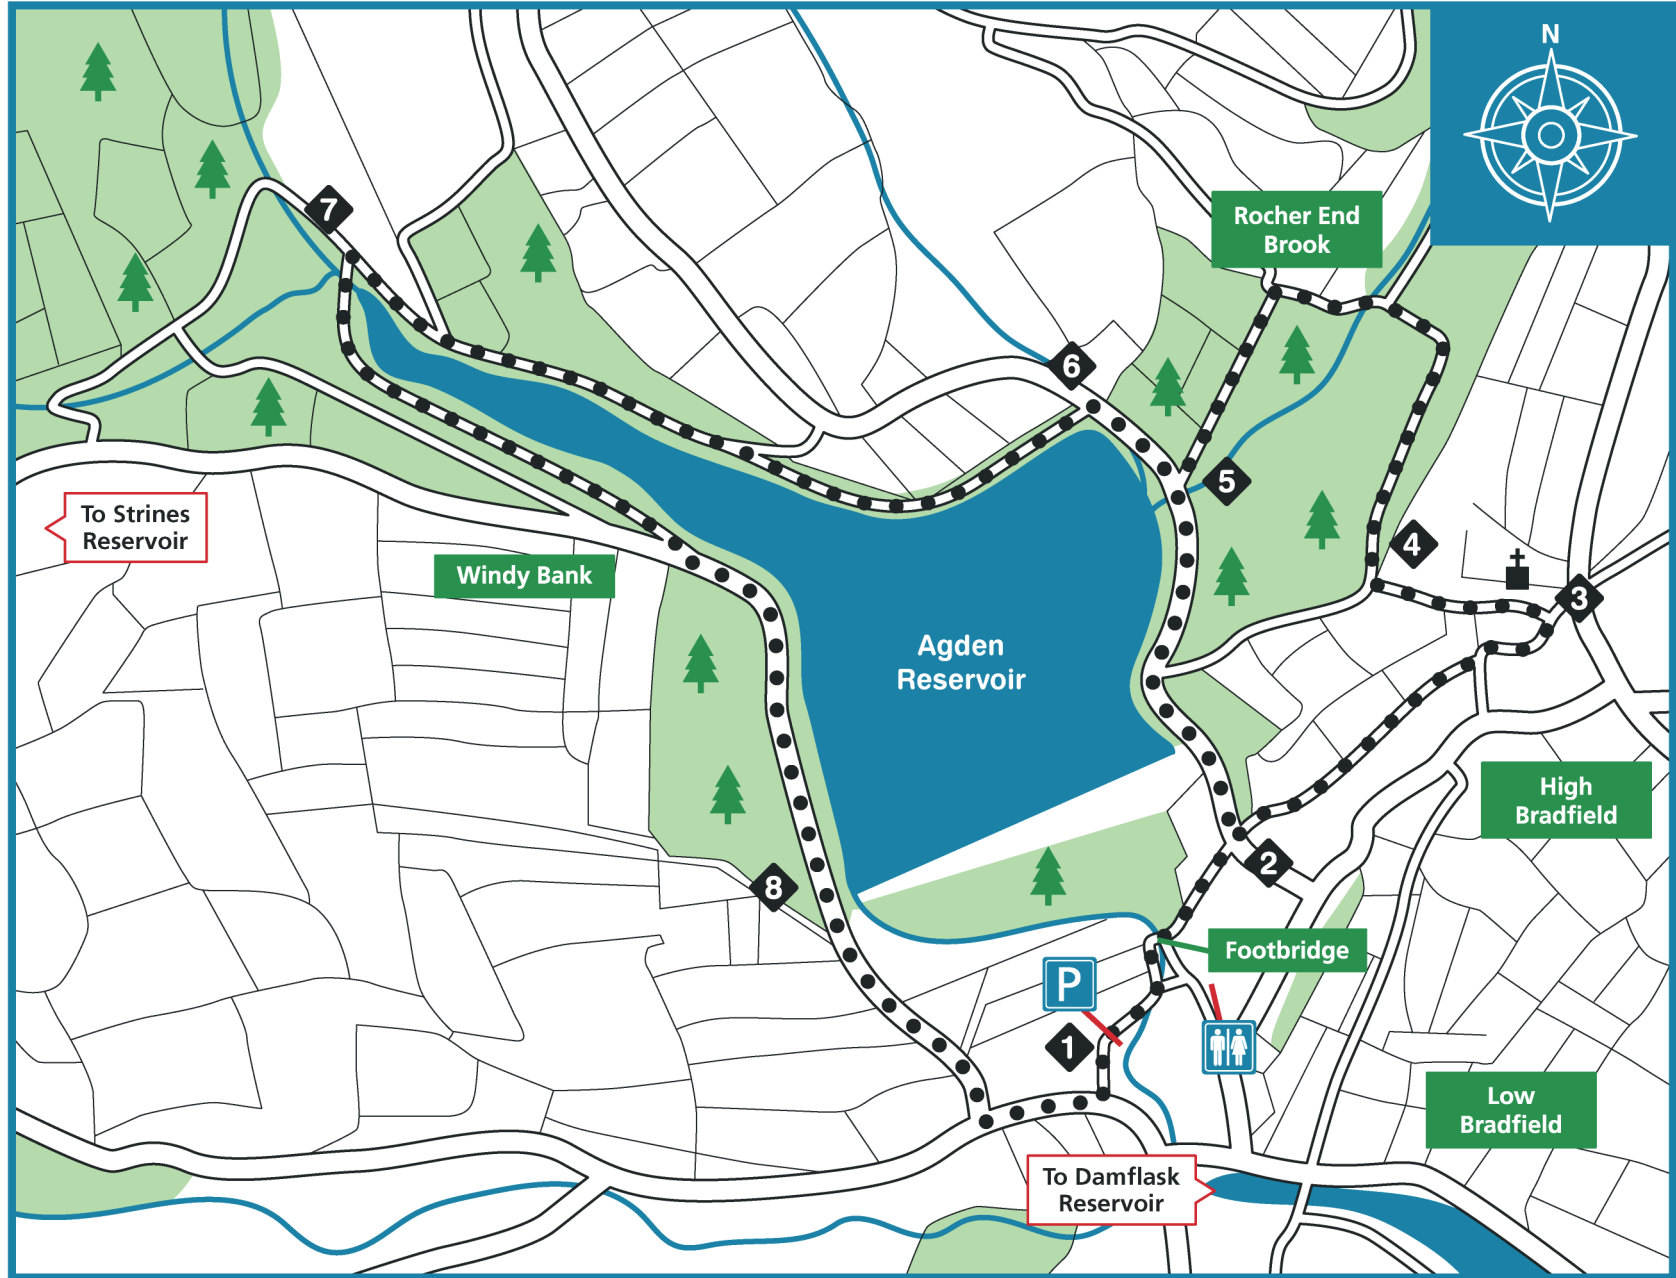 N
7
Rocher End
Brook
6
5
4
To Strines
Reservoir
Windy Bank
3
Agden
Reservoir
High
Bradfield
2
8
Footbridge
P
1
Low
Bradfield
To Damflask
Reservoir